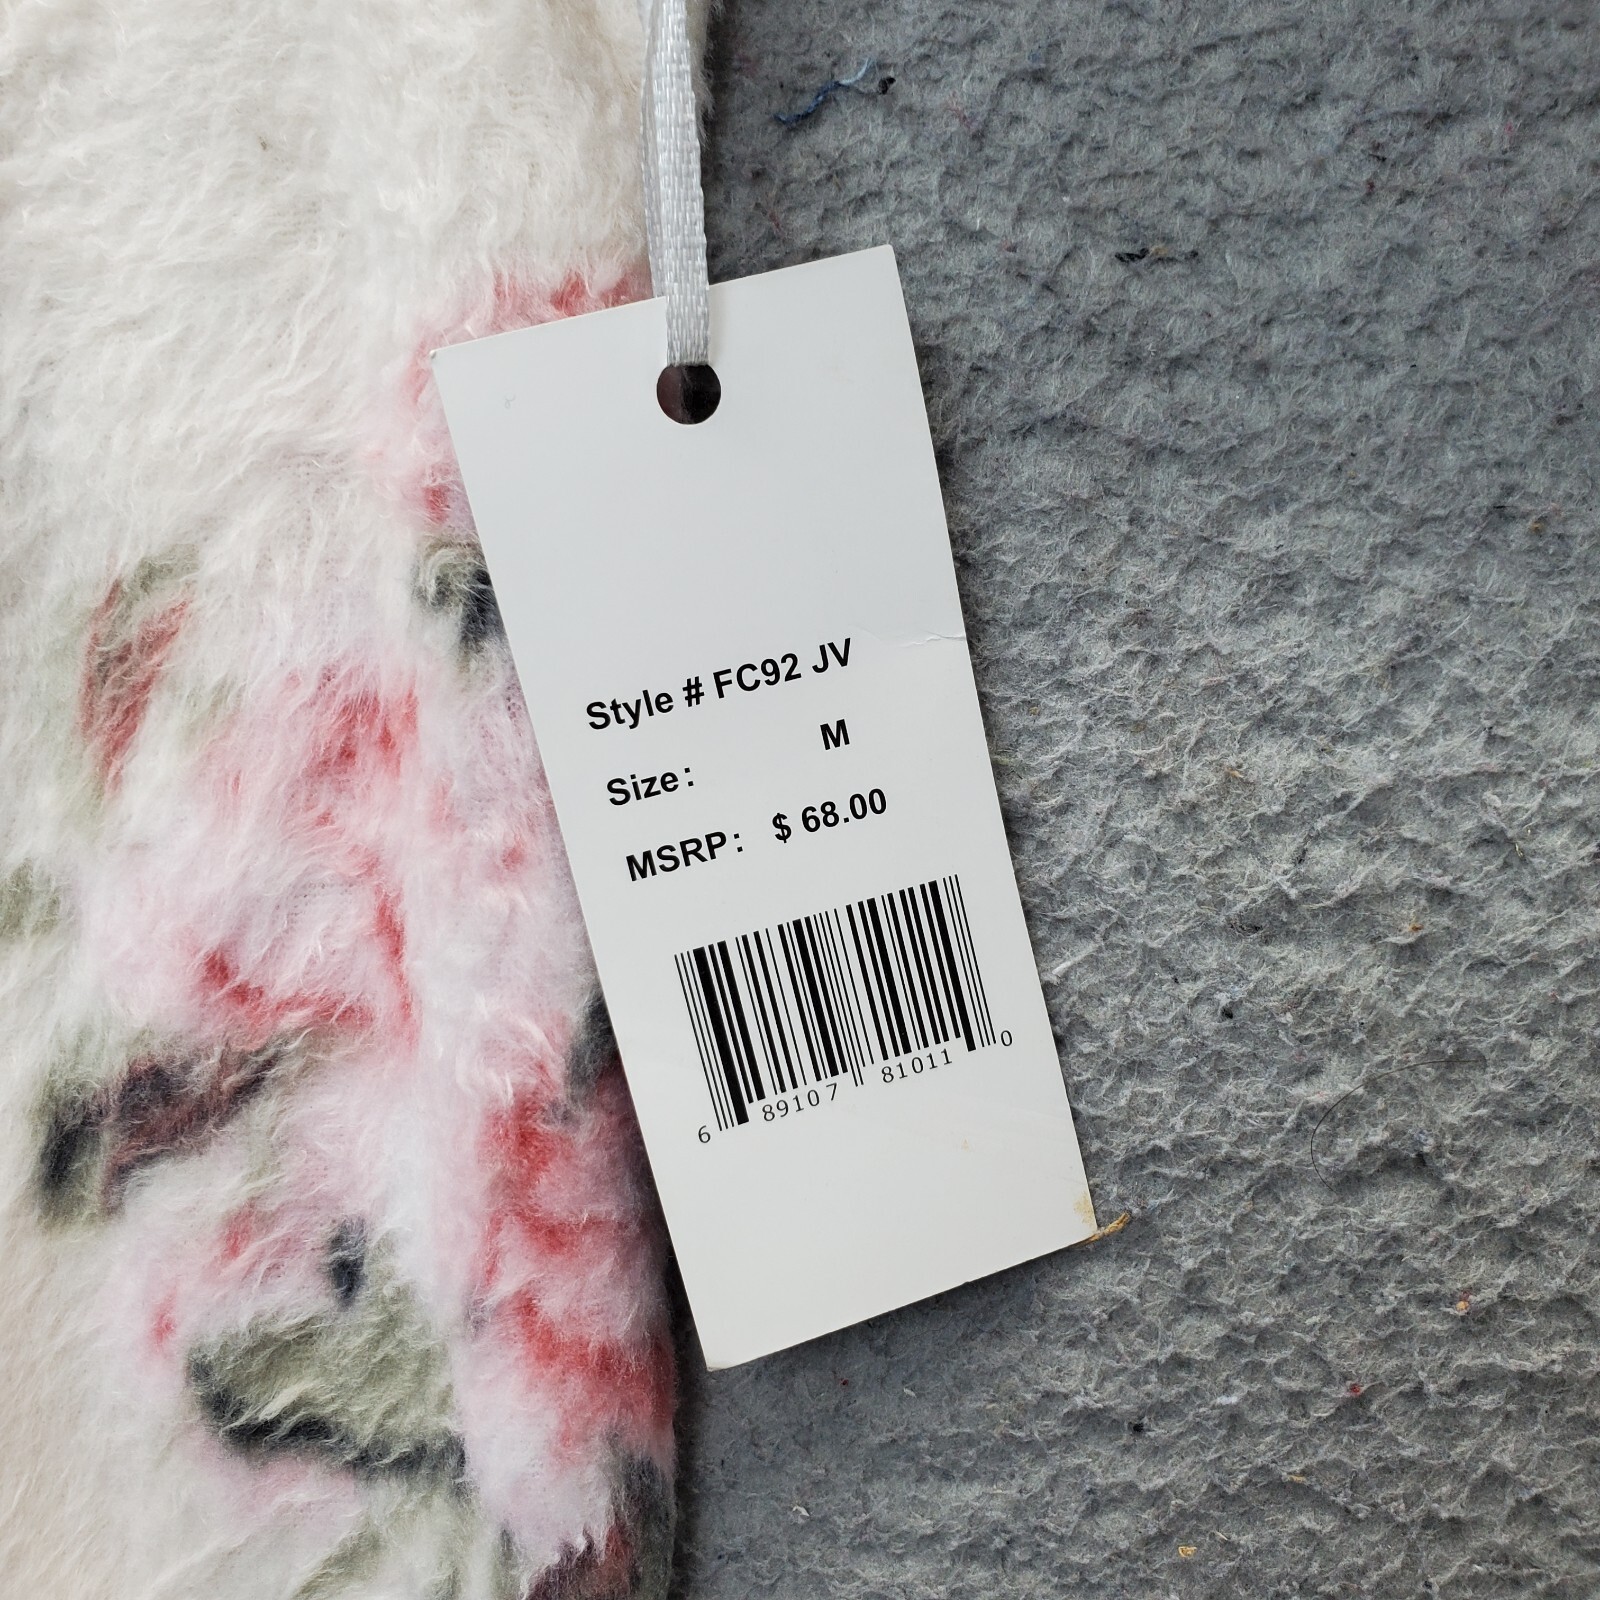 Style # FC92 JV
Size: M
MSRP: $ 68.00
6 89107 81011 0